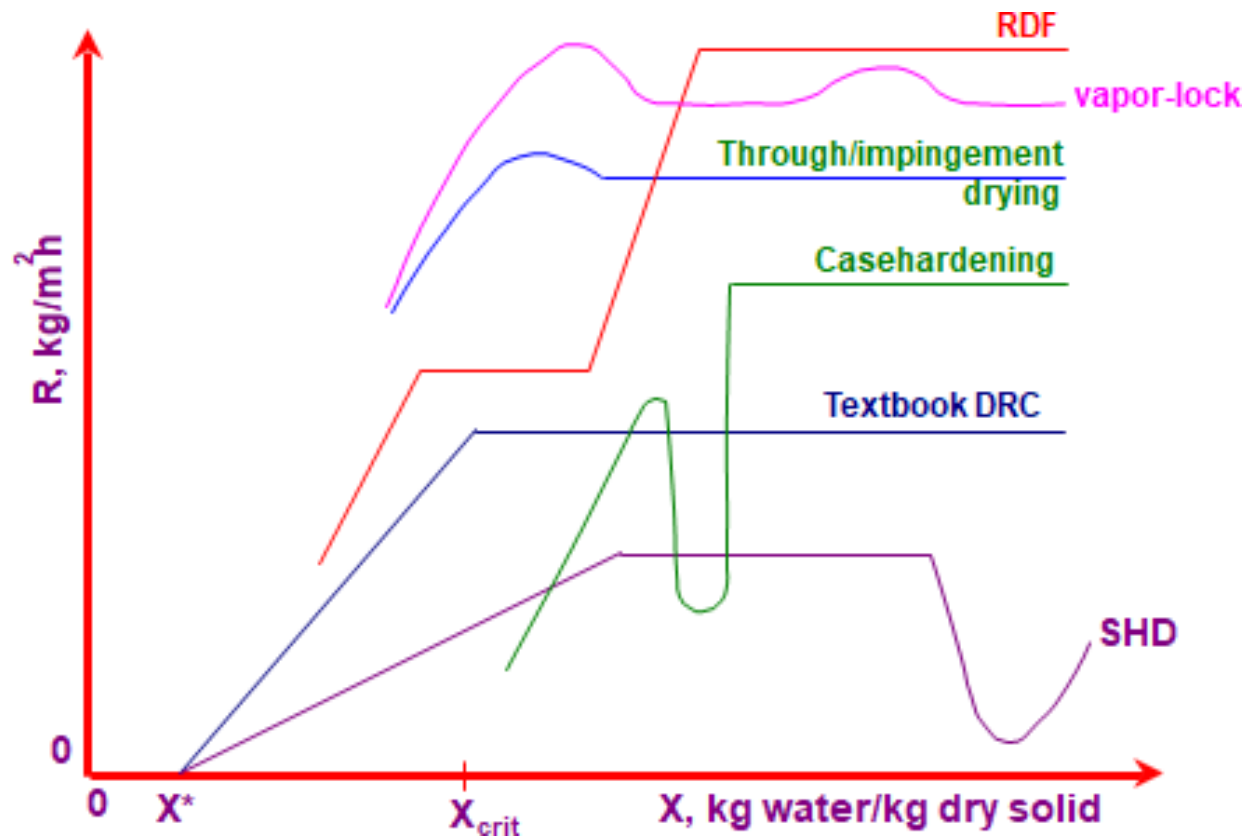 RDF
vapor-lock
Through/impingement
drying
Casehardening
R, kg/m²h
Textbook DRC
SHD
0
0
X*
Xcrit
X, kg water/kg dry solid